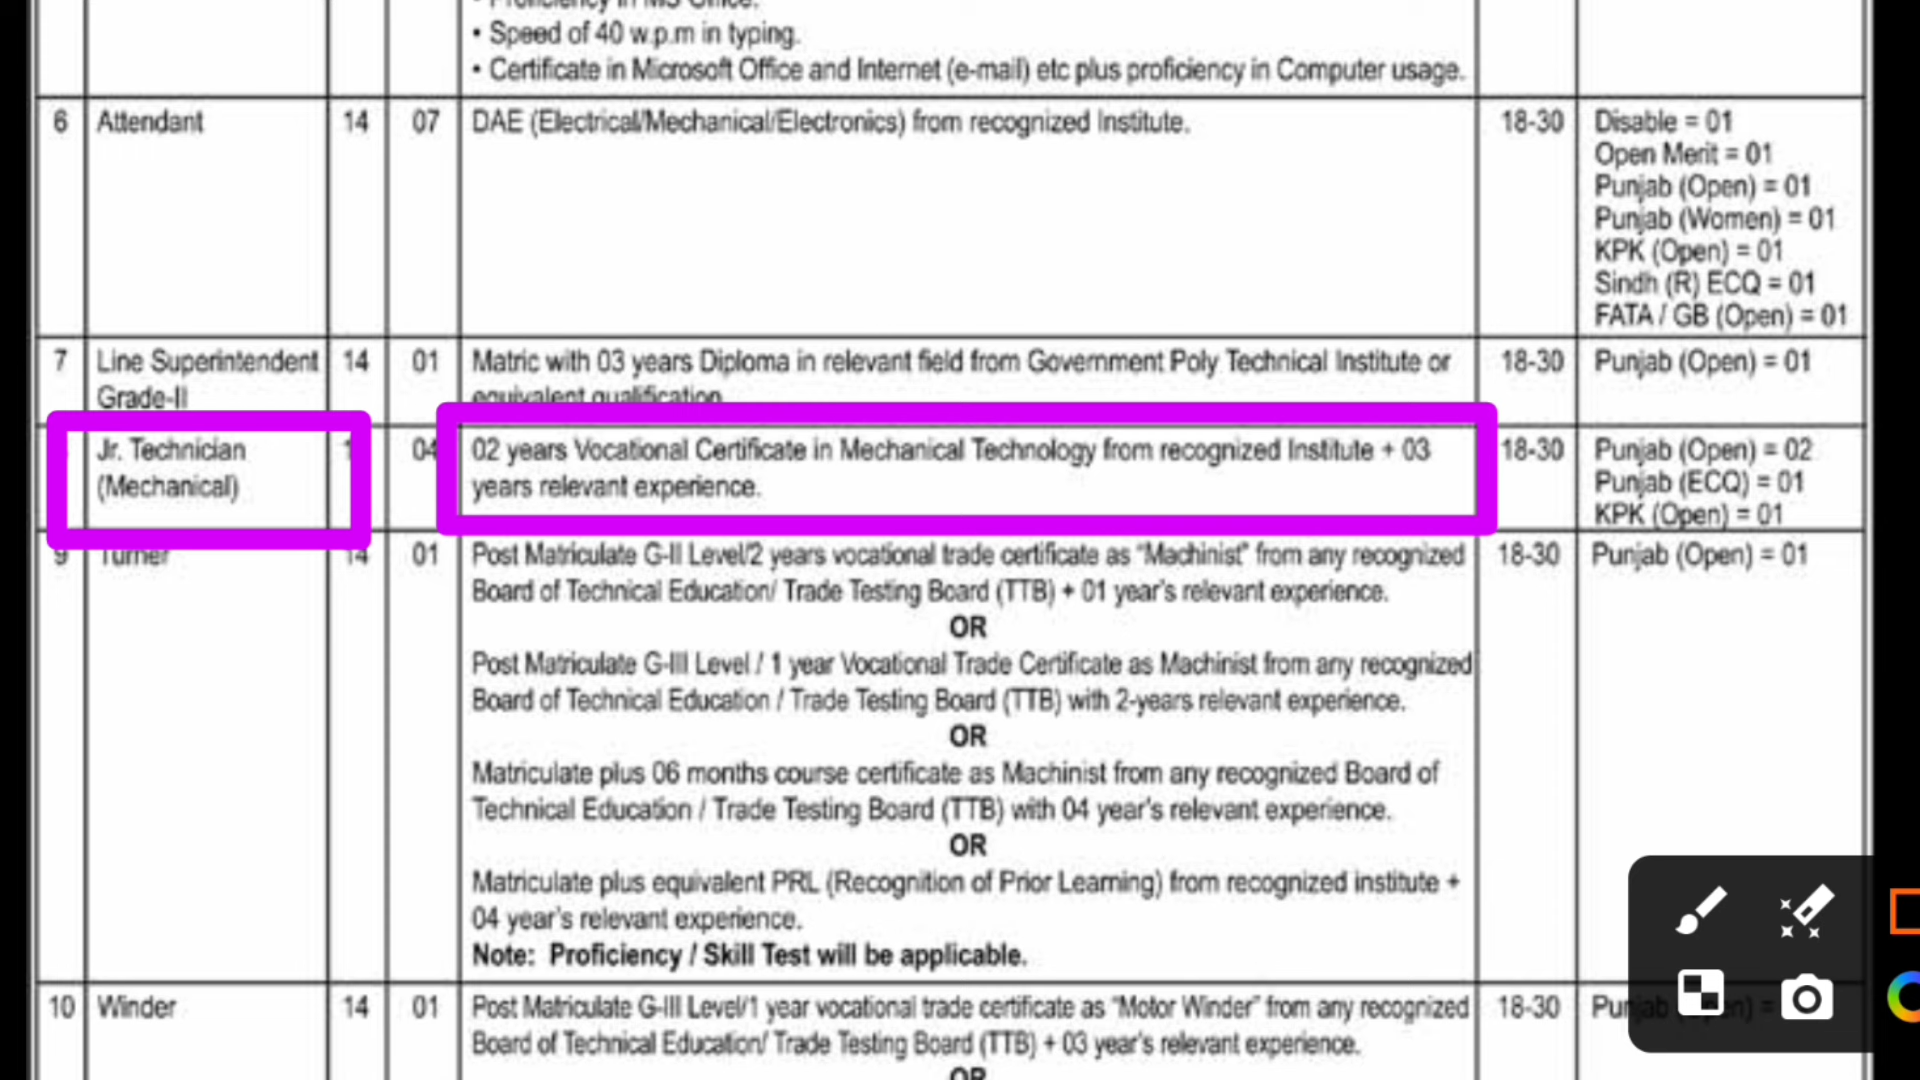 Proficiency in MS Office.
• Speed of 40 w.p.m in typing.
• Certificate in Microsoft Office and Internet (e-mail) etc plus proficiency in Computer usage.
6 Attendant 14 07 DAE (Electrical/Mechanical/Electronics) from recognized Institute. 18-30 Disable = 01
Open Merit = 01
Punjab (Open) = 01
Punjab (Women) = 01
KPK (Open) = 01
Sindh (R) ECQ = 01
FATA / GB (Open) = 01
7 Line Superintendent 14 01 Matric with 03 years Diploma in relevant field from Government Poly Technical Institute or 18-30 Punjab (Open) = 01
Grade-II equivalent qualification
Jr. Technician 04 02 years Vocational Certificate in Mechanical Technology from recognized Institute + 03 18-30 Punjab (Open) = 02
(Mechanical) years relevant experience. Punjab (ECQ) = 01
KPK (Open) = 01
9 Turner 14 01 Post Matriculate G-II Level/2 years vocational trade certificate as “Machinist” from any recognized 18-30 Punjab (Open) = 01
Board of Technical Education/ Trade Testing Board (TTB) + 01 year's relevant experience.
OR
Post Matriculate G-III Level / 1 year Vocational Trade Certificate as Machinist from any recognized
Board of Technical Education / Trade Testing Board (TTB) with 2-years relevant experience.
OR
Matriculate plus 06 months course certificate as Machinist from any recognized Board of
Technical Education / Trade Testing Board (TTB) with 04 year's relevant experience.
OR
Matriculate plus equivalent PRL (Recognition of Prior Learning) from recognized institute +
04 year's relevant experience.
Note: Proficiency / Skill Test will be applicable.
10 Winder 14 01 Post Matriculate G-III Level/1 year vocational trade certificate as “Motor Winder” from any recognized 18-30 Punjab (Open) =
Board of Technical Education/ Trade Testing Board (TTB) + 03 year's relevant experience.
OR